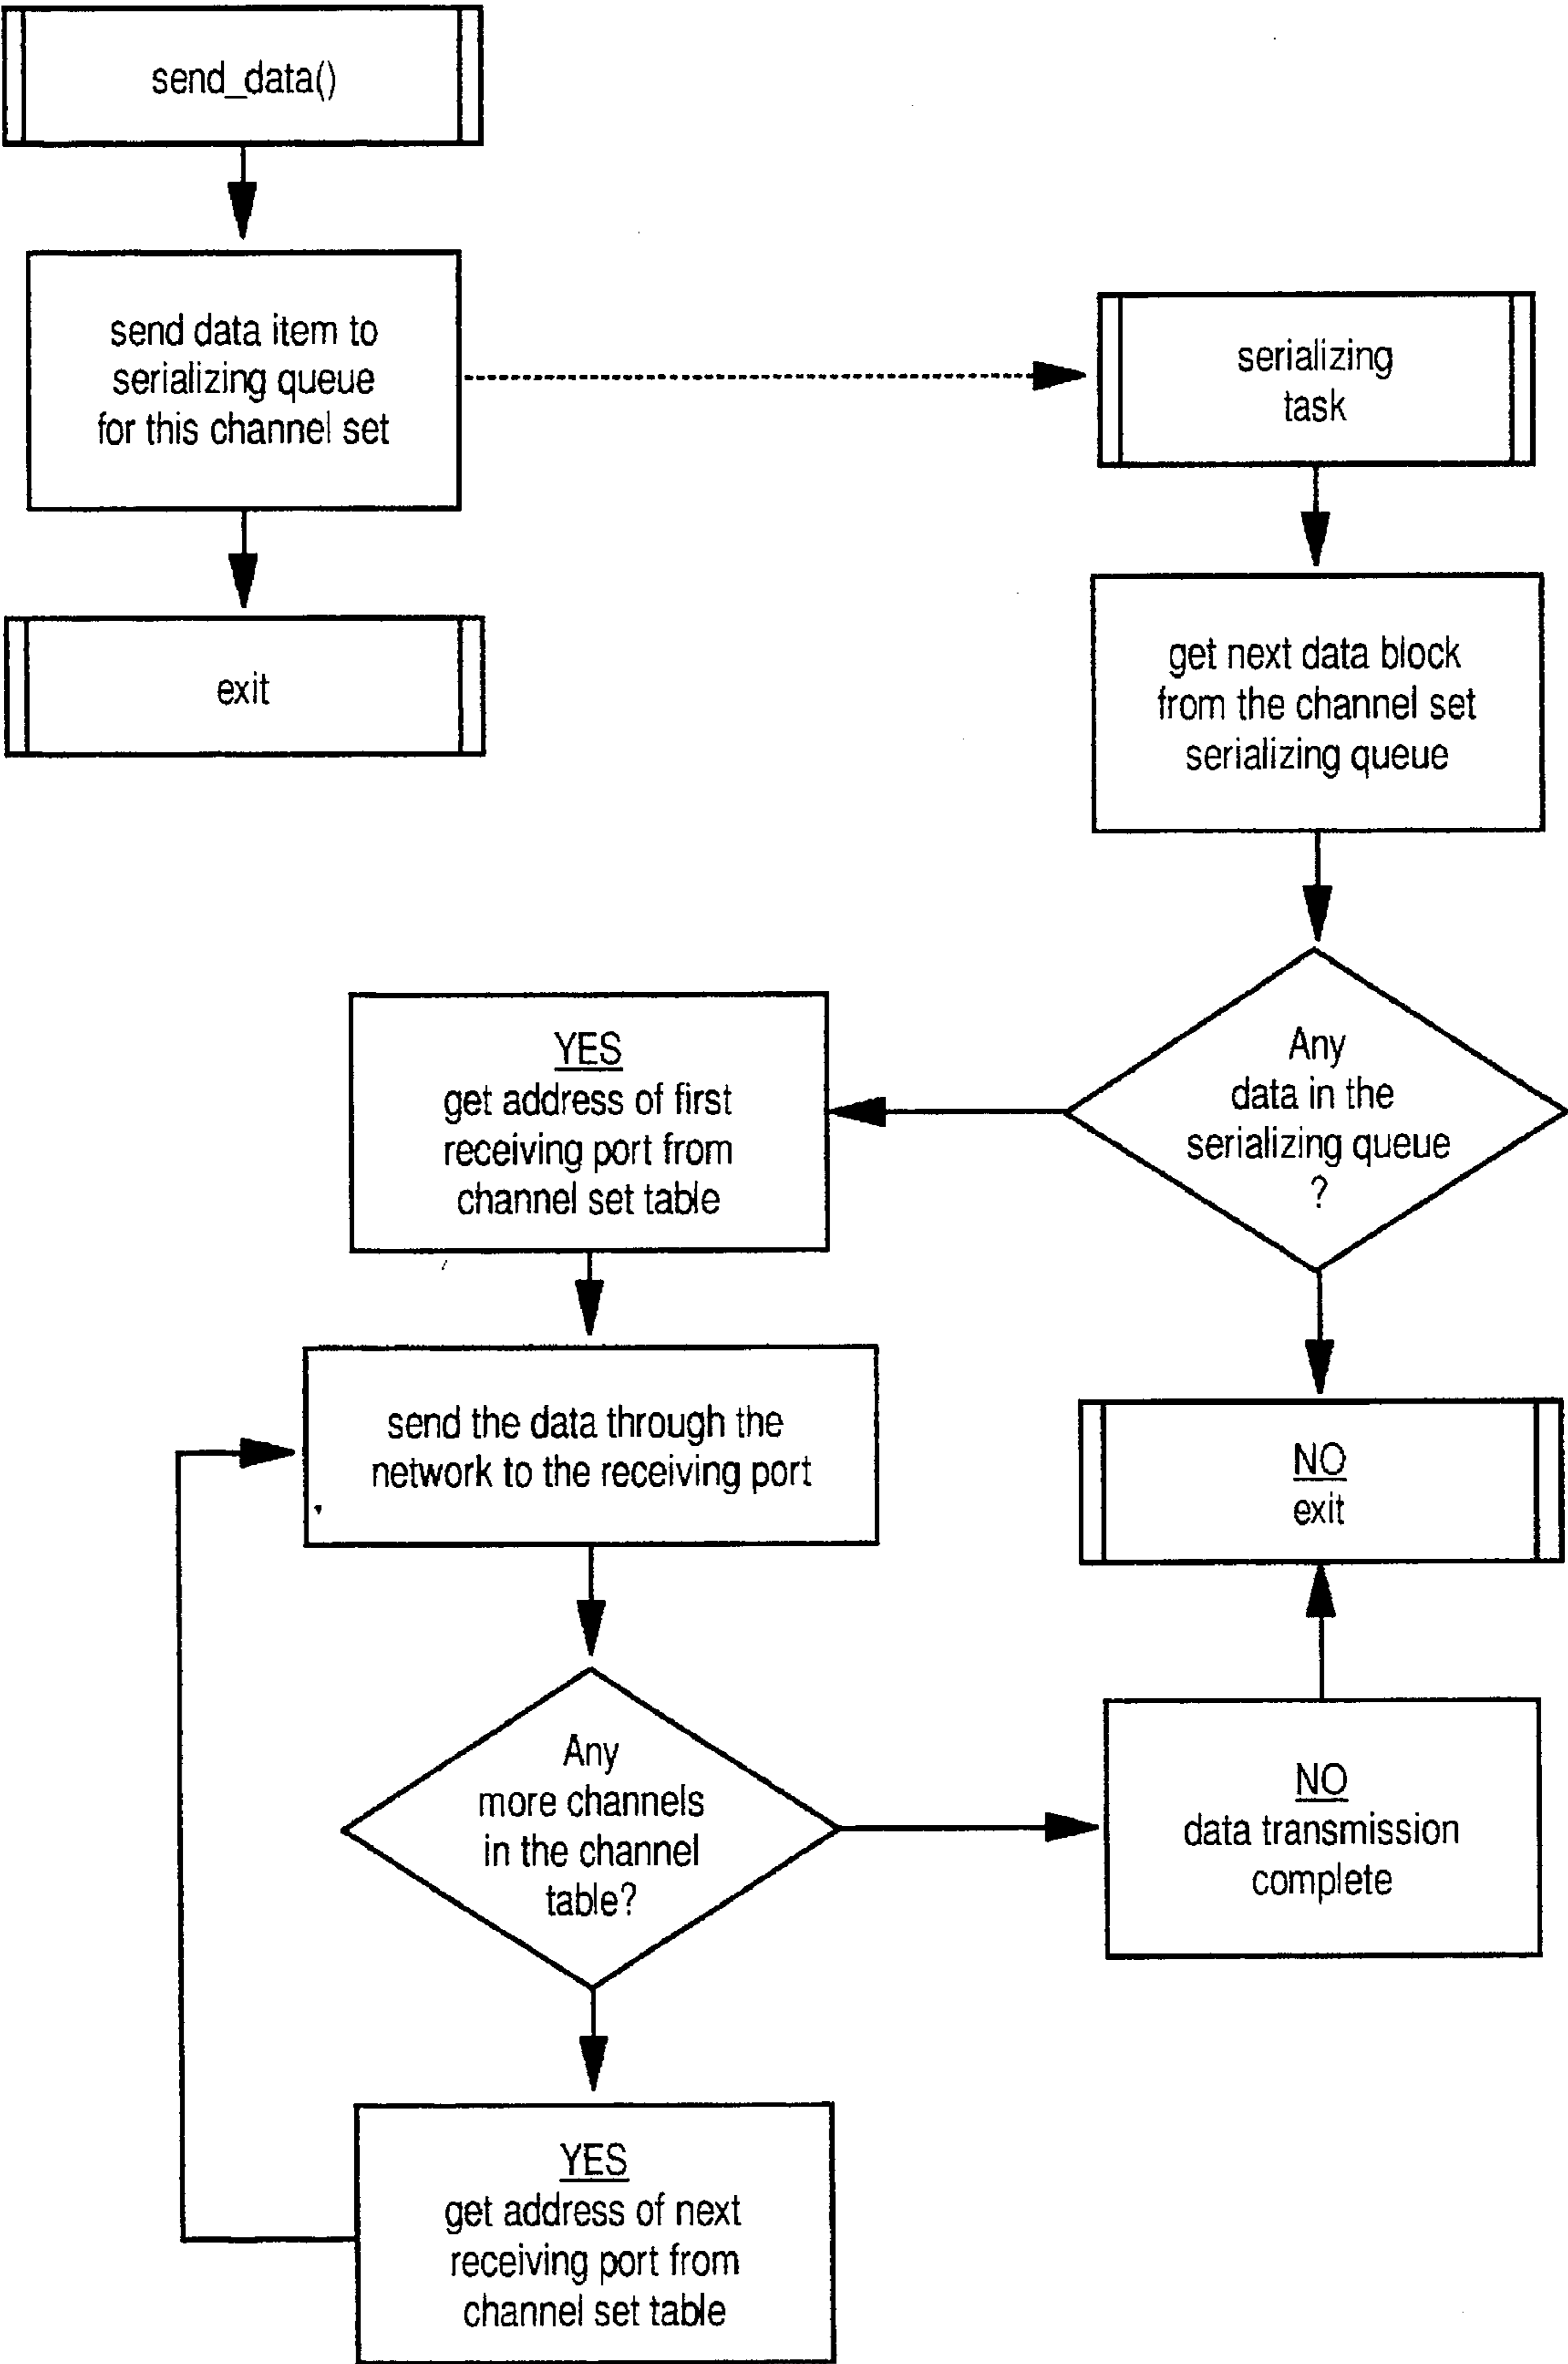 send_data()
send data item to
serializing queue
for this channel set
exit
serializing
task
get next data block
from the channel set
serializing queue
Any
data in the
serializing queue
?
YES
get address of first
receiving port from
channel set table
send the data through the
network to the receiving port
NO
exit
Any
more channels
in the channel
table?
NO
data transmission
complete
YES
get address of next
receiving port from
channel set table